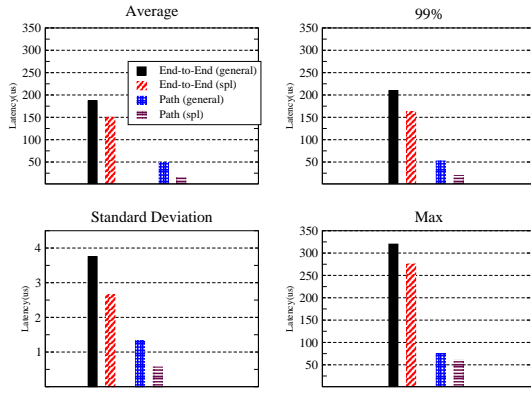 Average
350
300
250
200
150
100
50
Latency(us)
End-to-End (general)
End-to-End (spl)
Path (general)
Path (spl)
99%
350
300
250
200
150
100
50
Latency(us)
Standard Deviation
4
3
2
1
Latency(us)
Max
350
300
250
200
150
100
50
Latency(us)